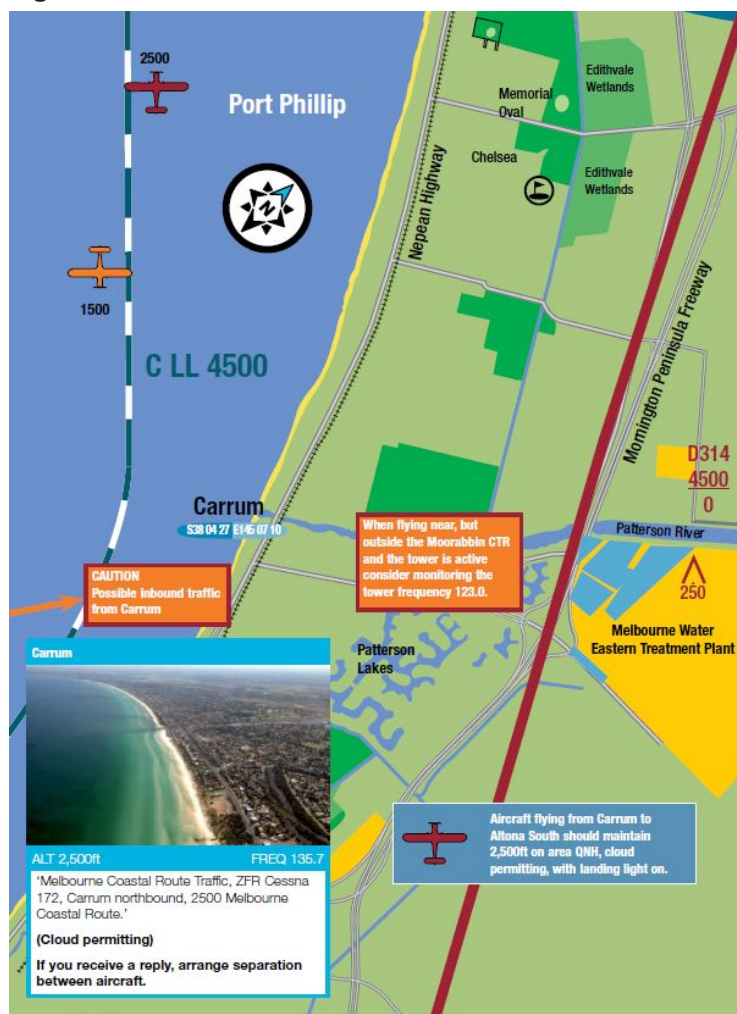 2500
Port Phillip
N
1500
C LL 4500
Memorial
Oval
Edithvale
Wetlands
Chelsea
Edithvale
Wetlands
Nepean Highway
Mornington Peninsula Freeway
D314
4500
0
Carrum
S38 04 27 E145 07 10
When flying near, but
outside the Moorabbin CTR
and the tower is active
consider monitoring the
tower frequency 123.0.
Patterson River
250
CAUTION
Possible inbound traffic
from Carrum
Melbourne Water
Eastern Treatment Plant
Patterson
Lakes
Carrum
ALT 2,500ft FREQ 135.7
‘Melbourne Coastal Route Traffic, ZFR Cessna
172, Carrum northbound, 2500 Melbourne
Coastal Route.’
(Cloud permitting)
If you receive a reply, arrange separation
between aircraft.
Aircraft flying from Carrum to
Altona South should maintain
2,500ft on area QNH, cloud
permitting, with landing light on.